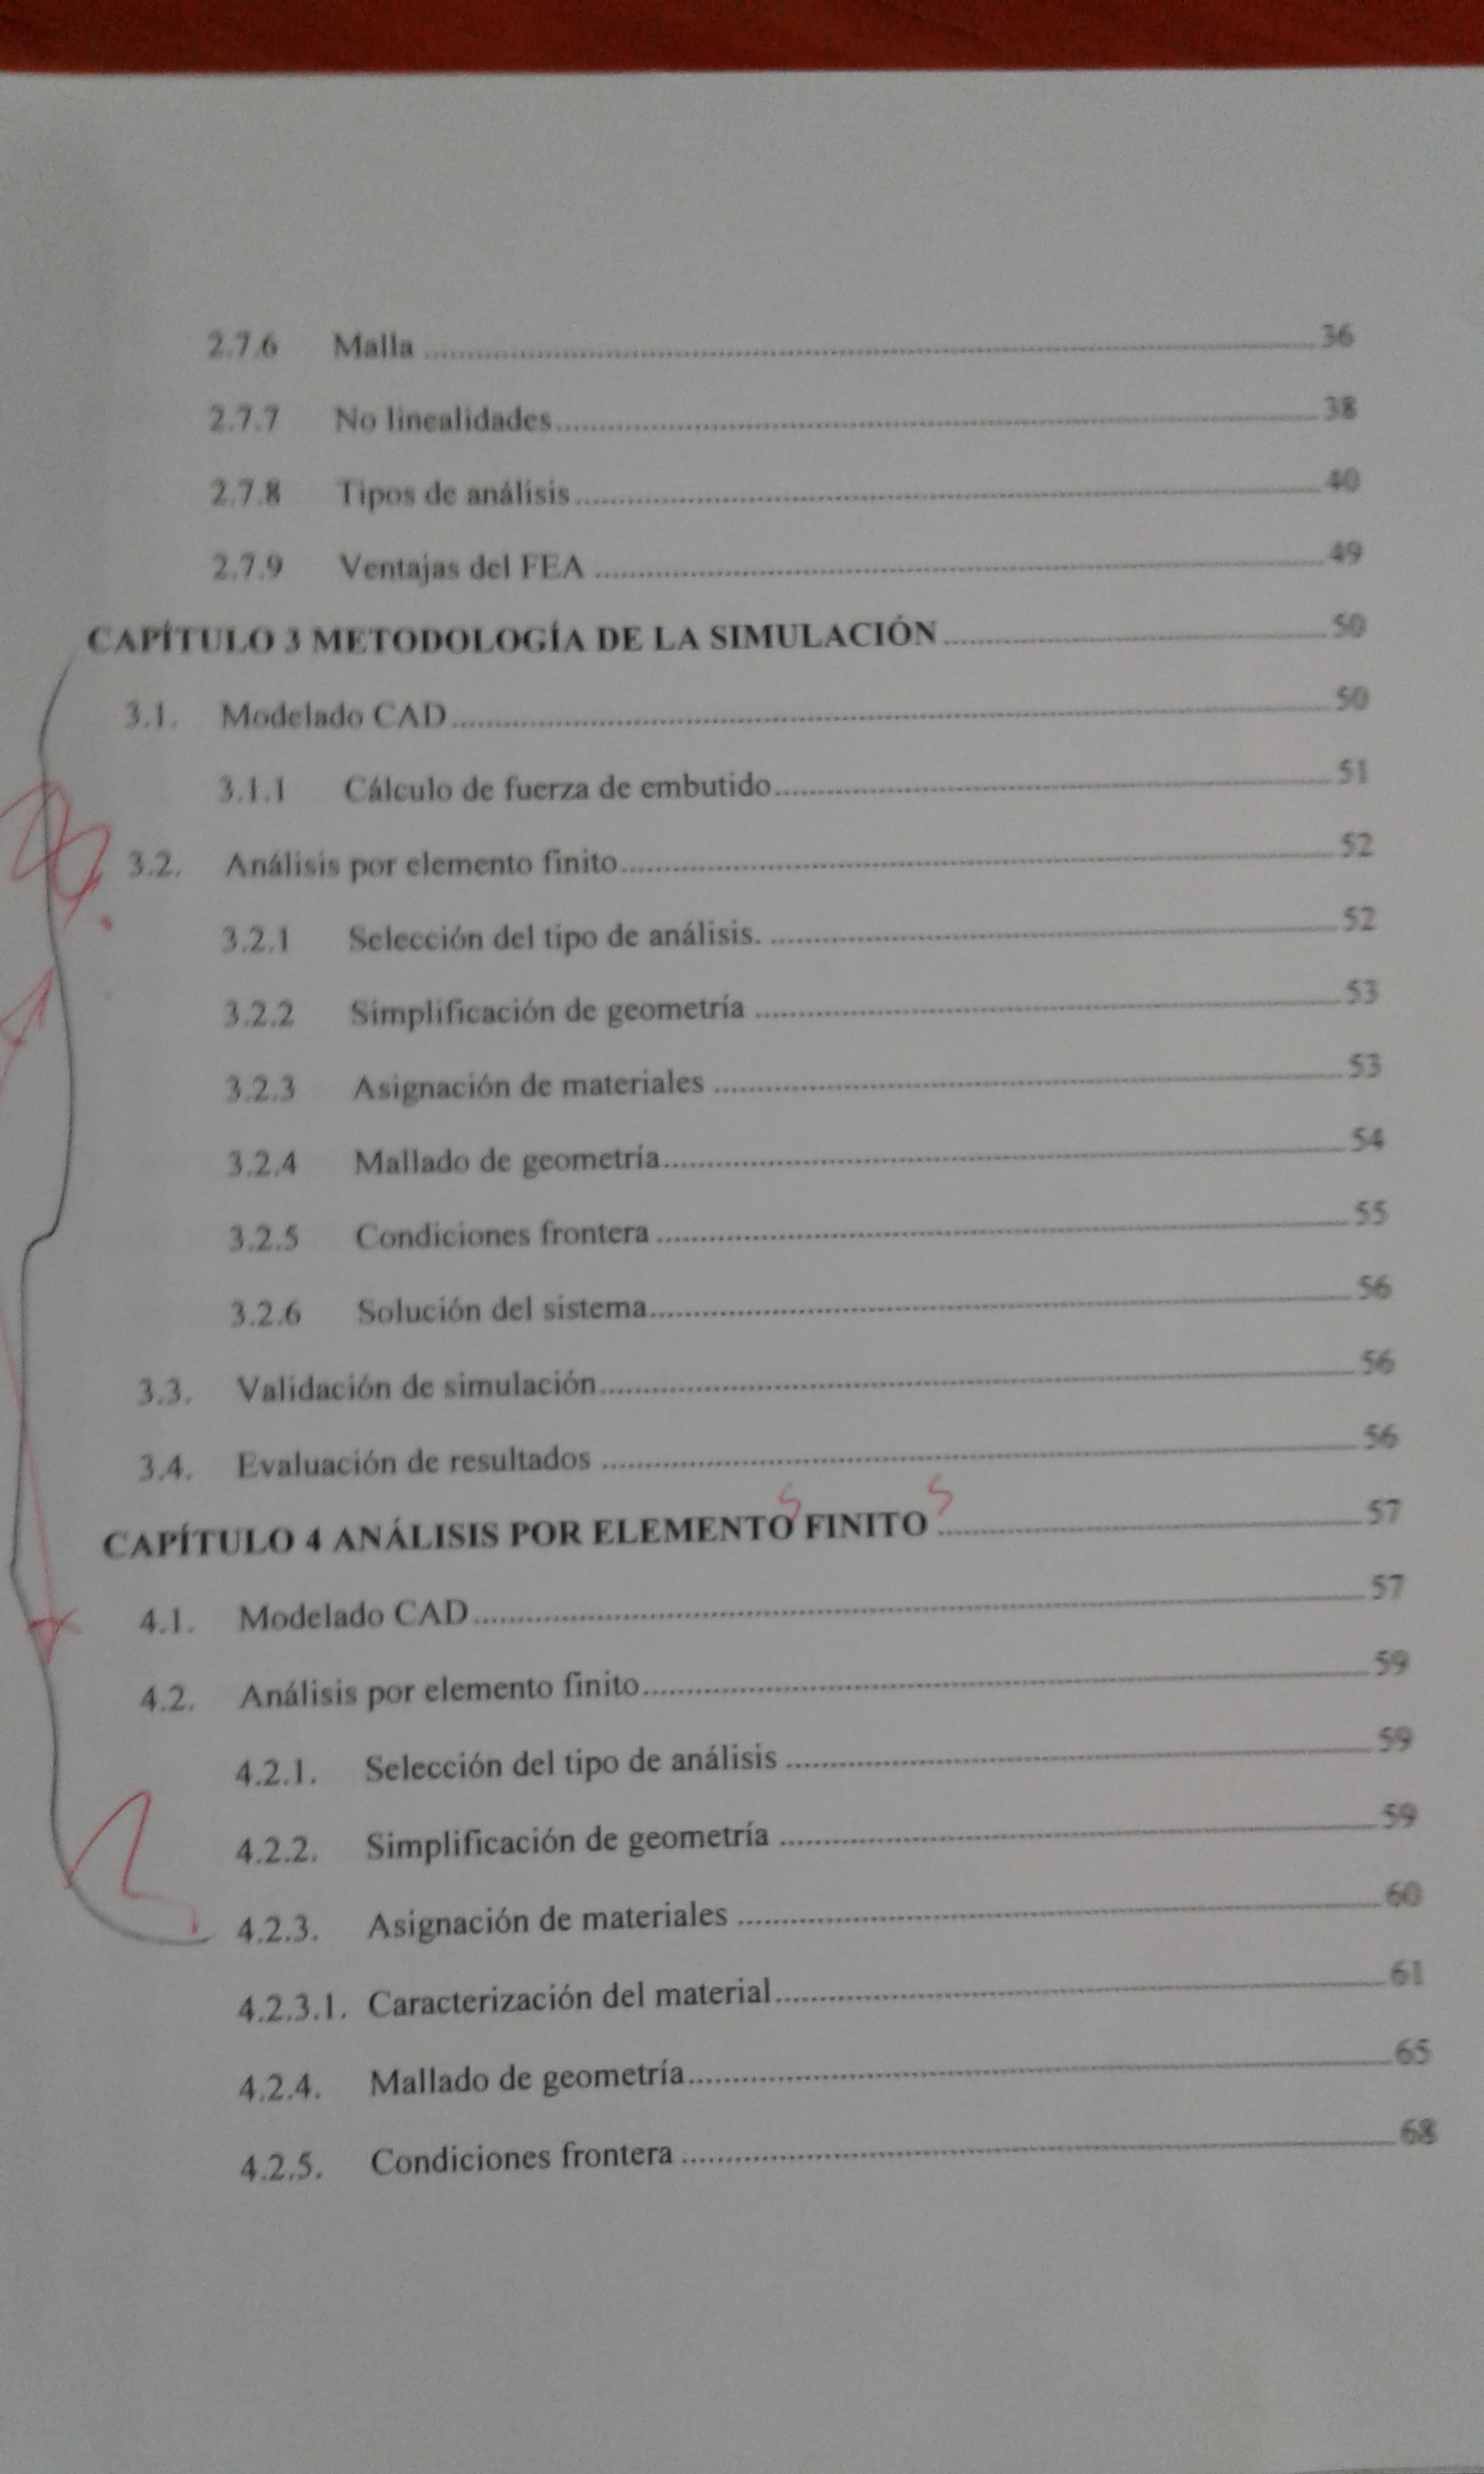 2.7.6 Malla ........ 36
2.7.7 No linealidades ........ 38
2.7.8 Tipos de análisis ........ 40
2.7.9 Ventajas del FEA ........ 49
CAPÍTULO 3 METODOLOGÍA DE LA SIMULACIÓN ........ 50
3.1. Modelado CAD ........ 50
3.1.1 Cálculo de fuerza de embutido ........ 51
3.2. Análisis por elemento finito ........ 52
3.2.1 Selección del tipo de análisis. ........ 52
3.2.2 Simplificación de geometría ........ 53
3.2.3 Asignación de materiales ........ 53
3.2.4 Mallado de geometría ........ 54
3.2.5 Condiciones frontera ........ 55
3.2.6 Solución del sistema ........ 56
3.3. Validación de simulación ........ 56
3.4. Evaluación de resultados ........ 56
CAPÍTULO 4 ANÁLISIS POR ELEMENTOS FINITOS ........ 57
4.1. Modelado CAD ........ 57
4.2. Análisis por elemento finito ........ 59
4.2.1. Selección del tipo de análisis ........ 59
4.2.2. Simplificación de geometría ........ 59
4.2.3. Asignación de materiales ........ 60
4.2.3.1. Caracterización del material ........ 61
4.2.4. Mallado de geometría ........ 65
4.2.5. Condiciones frontera ........ 68